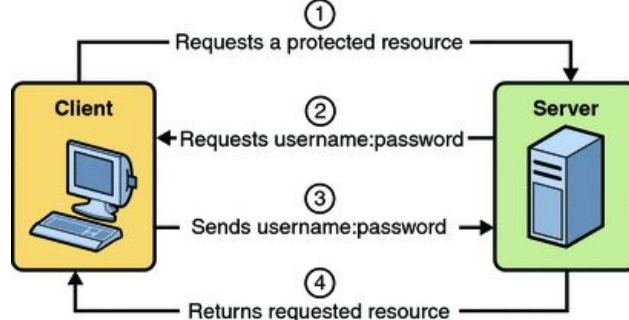 1
Requests a protected resource
Client
Server
2
Requests username:password
3
Sends username:password
4
Returns requested resource